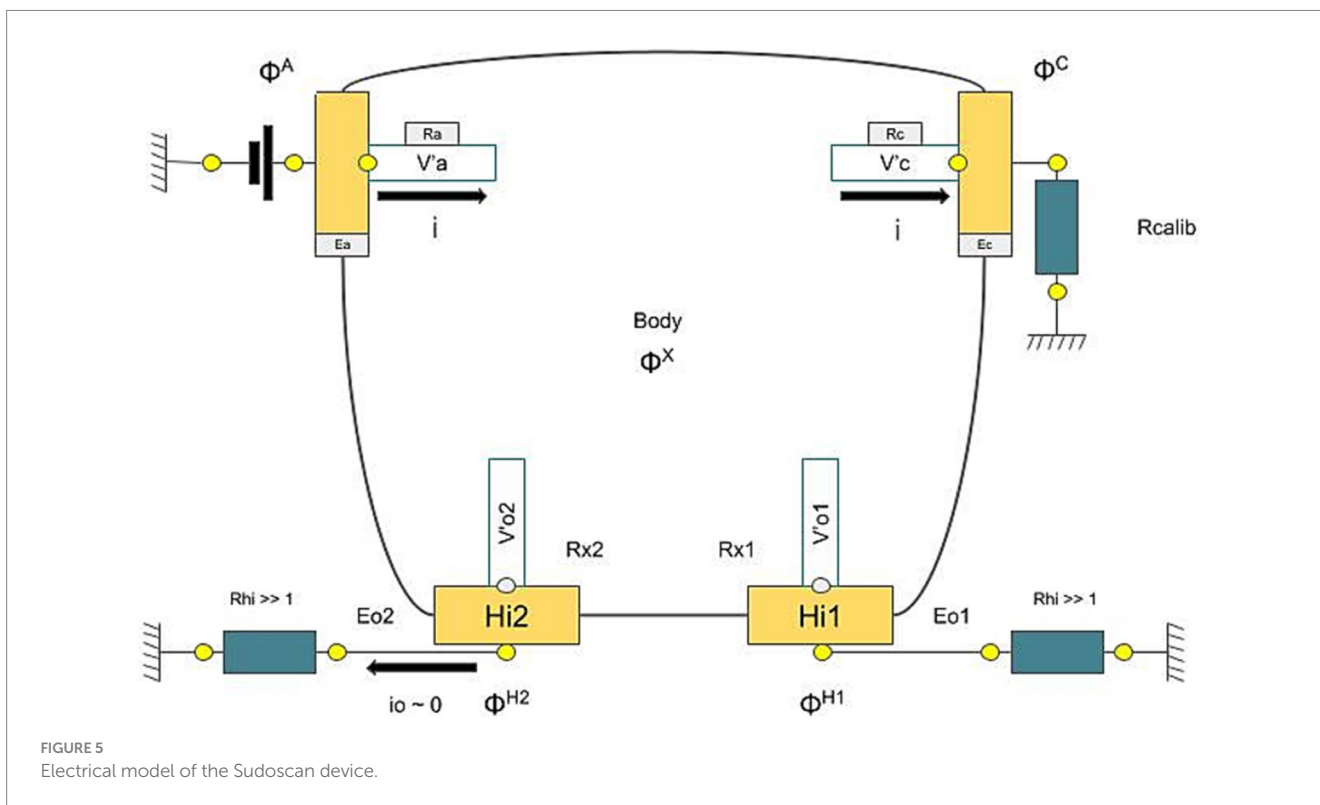 Φᴬ
Φᶜ
Ra
V'a
i
Ea
Rc
V'c
i
Ec
Rcalib
Body
Φˣ
V'o2
Rx2
Rx1
V'o1
Rhi >> 1
Eo2
Hi2
Hi1
Eo1
Rhi >> 1
io ~ 0
Φᴴ²
Φᴴ¹
FIGURE 5
Electrical model of the Sudoscan device.